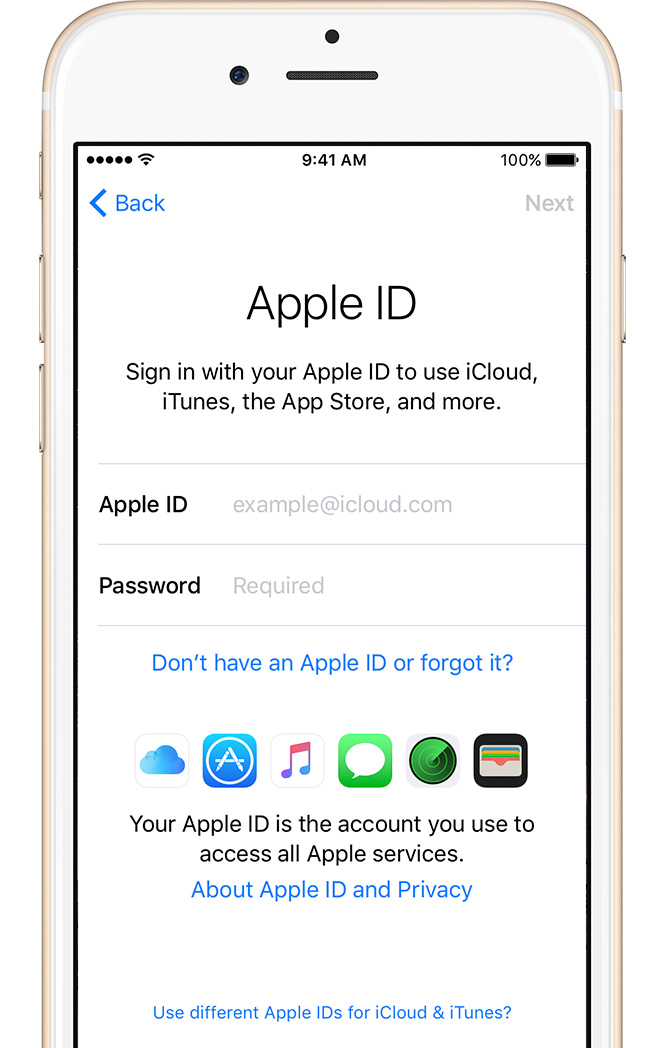 9:41 AM 100%
Back Next
Apple ID
Sign in with your Apple ID to use iCloud,
iTunes, the App Store, and more.
Apple ID example@icloud.com
Password Required
Don’t have an Apple ID or forgot it?
Your Apple ID is the account you use to
access all Apple services.
About Apple ID and Privacy
Use different Apple IDs for iCloud & iTunes?